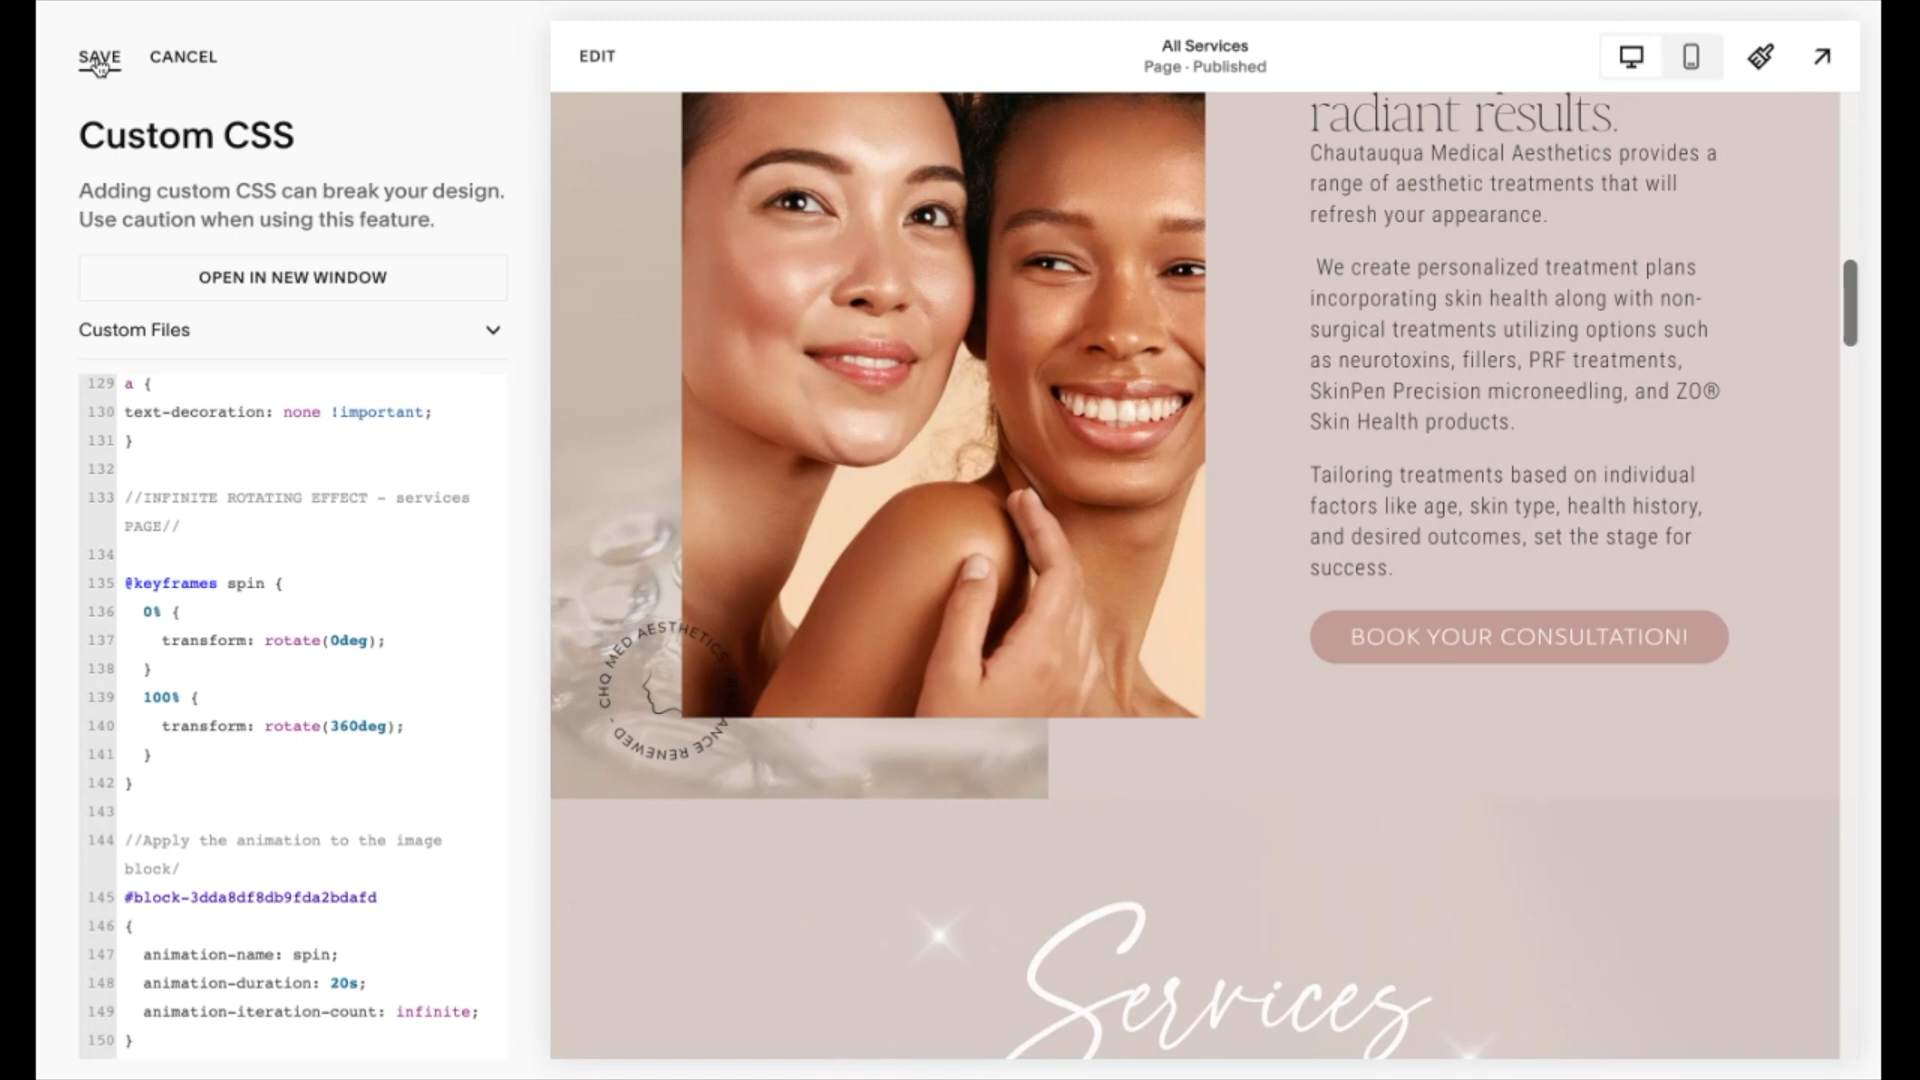 SAVE CANCEL
Custom CSS
Adding custom CSS can break your design.
Use caution when using this feature.
OPEN IN NEW WINDOW
Custom Files
129 a {
130 text-decoration: none !important;
131 }
132
133 //INFINITE ROTATING EFFECT - services
PAGE//
134
135 @keyframes spin {
136 0% {
137 transform: rotate(0deg);
138 }
139 100% {
140 transform: rotate(360deg);
141 }
142 }
143
144 //Apply the animation to the image
block/
145 #block-3dda8df8db9fda2bdafd
146 {
147 animation-name: spin;
148 animation-duration: 20s;
149 animation-iteration-count: infinite;
150 }
EDIT
All Services
Page · Published
radiant results.
Chautauqua Medical Aesthetics provides a
range of aesthetic treatments that will
refresh your appearance.
We create personalized treatment plans
incorporating skin health along with non-
surgical treatments utilizing options such
as neurotoxins, fillers, PRF treatments,
SkinPen Precision microneedling, and ZO®
Skin Health products.
Tailoring treatments based on individual
factors like age, skin type, health history,
and desired outcomes, set the stage for
success.
BOOK YOUR CONSULTATION!
CHQ MED AESTHETICS
RENEWED -
Services